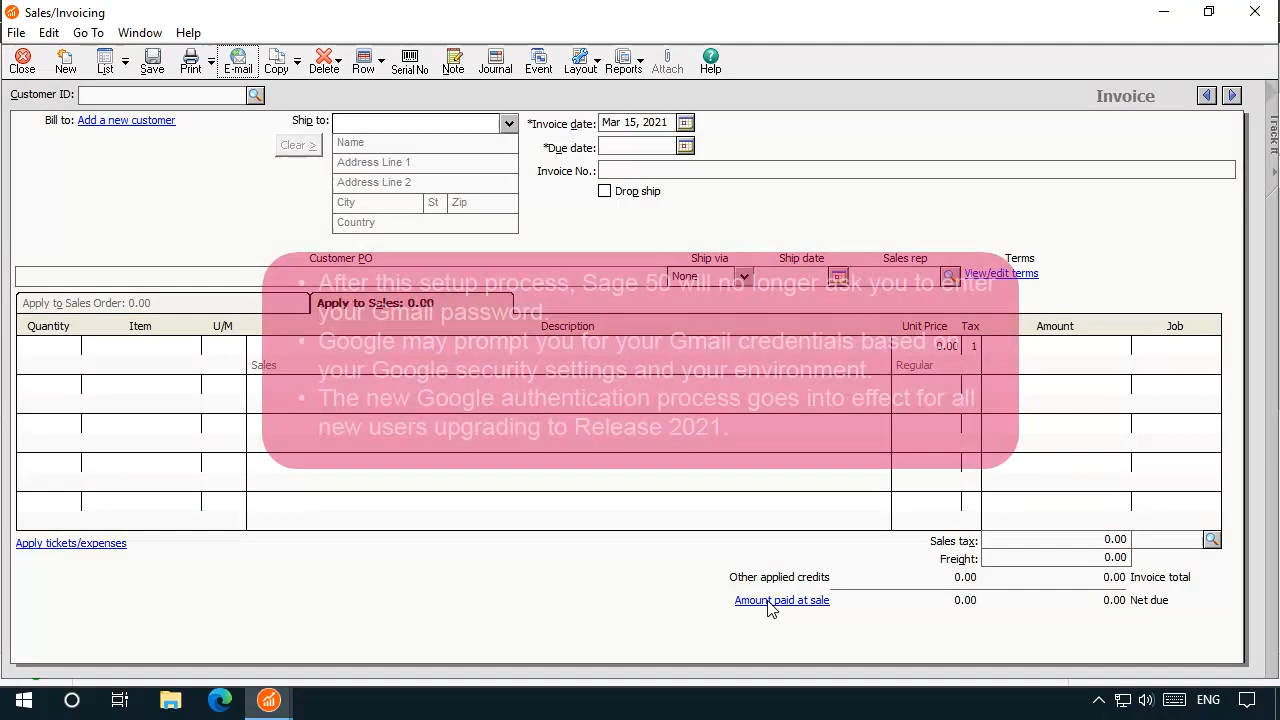 Sales/Invoicing
File Edit Go To Window Help
Close New List Save Print E-mail Copy Delete Row Serial No Note Journal Event Layout Reports Attach Help
Customer ID: Invoice
Bill to: Add a new customer Ship to: *Invoice date: Mar 15, 2021
Clear > Name *Due date:
Address Line 1 Invoice No.:
Address Line 2 Drop ship
City St Zip
Country
Customer PO Ship via Ship date Sales rep Terms
None View/edit terms
• After this setup process, Sage 50 will no longer ask you to enter
your Gmail password.
• Google may prompt you for your Gmail credentials based
your Google security settings and your environment.
• The new Google authentication process goes into effect for all
new users upgrading to Release 2021.
Apply to Sales Order: 0.00 Apply to Sales: 0.00
Quantity Item U/M Description Unit Price Tax Amount Job
0.00 1
Sales Regular
Apply tickets/expenses Sales tax: 0.00
Freight: 0.00
Other applied credits 0.00 0.00 Invoice total
Amount paid at sale 0.00 0.00 Net due
Track It
ENG